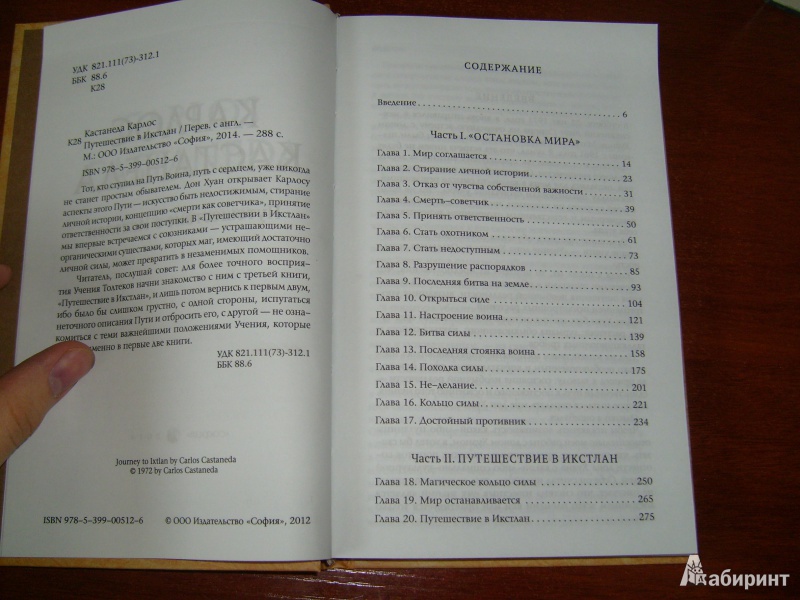 УДК 821.111(73)-312.1
ББК 88.6
К28
Кастанеда Карлос
К28 Путешествие в Икстлан / Перев. с англ. —
М.: ООО Издательство «София», 2014. — 288 с.
ISBN 978-5-399-00512-6
Тот, кто ступил на Путь Воина, путь с сердцем, уже никогда
не станет простым обывателем. Дон Хуан открывает Карлосу
аспекты этого Пути — искусство быть недостижимым, стирание
личной истории, концепцию «смерти как советчика», принятие
ответственности за свои поступки. В «Путешествии в Икстлан»
мы впервые встречаемся с союзниками — устрашающими не-
органическими существами, которых маг, имеющий достаточно
личной силы, может превратить в незаменимых помощников.
Читатель, послушай совет: для более точного восприя-
тия Учения Толтеков начни знакомство с ним с третьей книги,
«Путешествие в Икстлан», и лишь потом вернись к первым двум,
ибо было бы слишком грустно, с одной стороны, испугаться
неточного описания Пути и отбросить его, с другой — не озна-
комиться с теми важнейшими положениями Учения, которые
именно в первые две книги.
УДК 821.111(73)-312.1
ББК 88.6
Journey to Ixtlan by Carlos Castaneda
© 1972 by Carlos Castaneda
ISBN 978-5-399-00512-6 © ООО Издательство «София», 2012
СОДЕРЖАНИЕ
Введение 6
Часть I. «ОСТАНОВКА МИРА»
Глава 1. Мир соглашается 14
Глава 2. Стирание личной истории 23
Глава 3. Отказ от чувства собственной важности 31
Глава 4. Смерть-советчик 39
Глава 5. Принять ответственность 50
Глава 6. Стать охотником 61
Глава 7. Стать недоступным 73
Глава 8. Разрушение распорядков 85
Глава 9. Последняя битва на земле 93
Глава 10. Открыться силе 104
Глава 11. Настроение воина 121
Глава 12. Битва силы 139
Глава 13. Последняя стоянка воина 158
Глава 14. Походка силы 175
Глава 15. Не-делание 201
Глава 16. Кольцо силы 221
Глава 17. Достойный противник 234
Часть II. ПУТЕШЕСТВИЕ В ИКСТЛАН
Глава 18. Магическое кольцо силы 250
Глава 19. Мир останавливается 265
Глава 20. Путешествие в Икстлан 275
Лабиринт